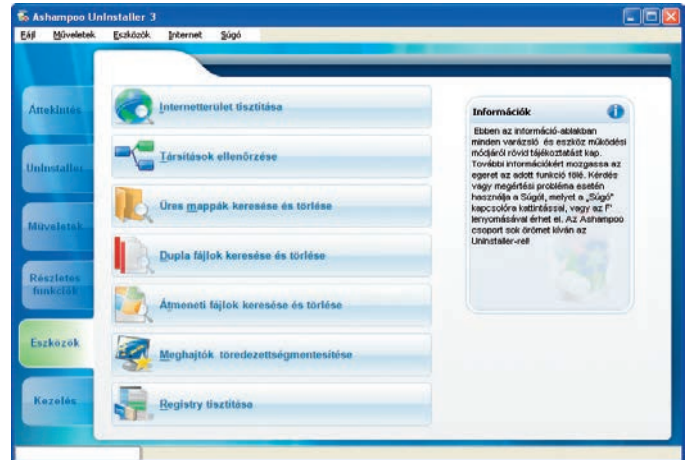 Ashampoo UnInstaller 3
Fájl Műveletek Eszközök Internet Súgó
Áttekintés
UnInstaller
Műveletek
Részletes
funkciók
Eszközök
Kezelés
Internetterület tisztítása
Társítások ellenőrzése
Üres mappák keresése és törlése
Dupla fájlok keresése és törlése
Átmeneti fájlok keresése és törlése
Meghajtók töredezettségmentesítése
Registry tisztítása
Információk
Ebben az információ-ablakban
minden varázsló és eszköz működési
módjáról rövid tájékoztatást kap.
További információkért mozgassa az
egeret az adott funkció fölé. Kérdés
vagy megértési probléma esetén
használja a Súgót, melyet a „Súgó"
kapcsolóra kattintással, vagy az F'
lenyomásával érhet el. Az Ashampoo
csoport sok örömet kíván az
UnInstaller-rel!